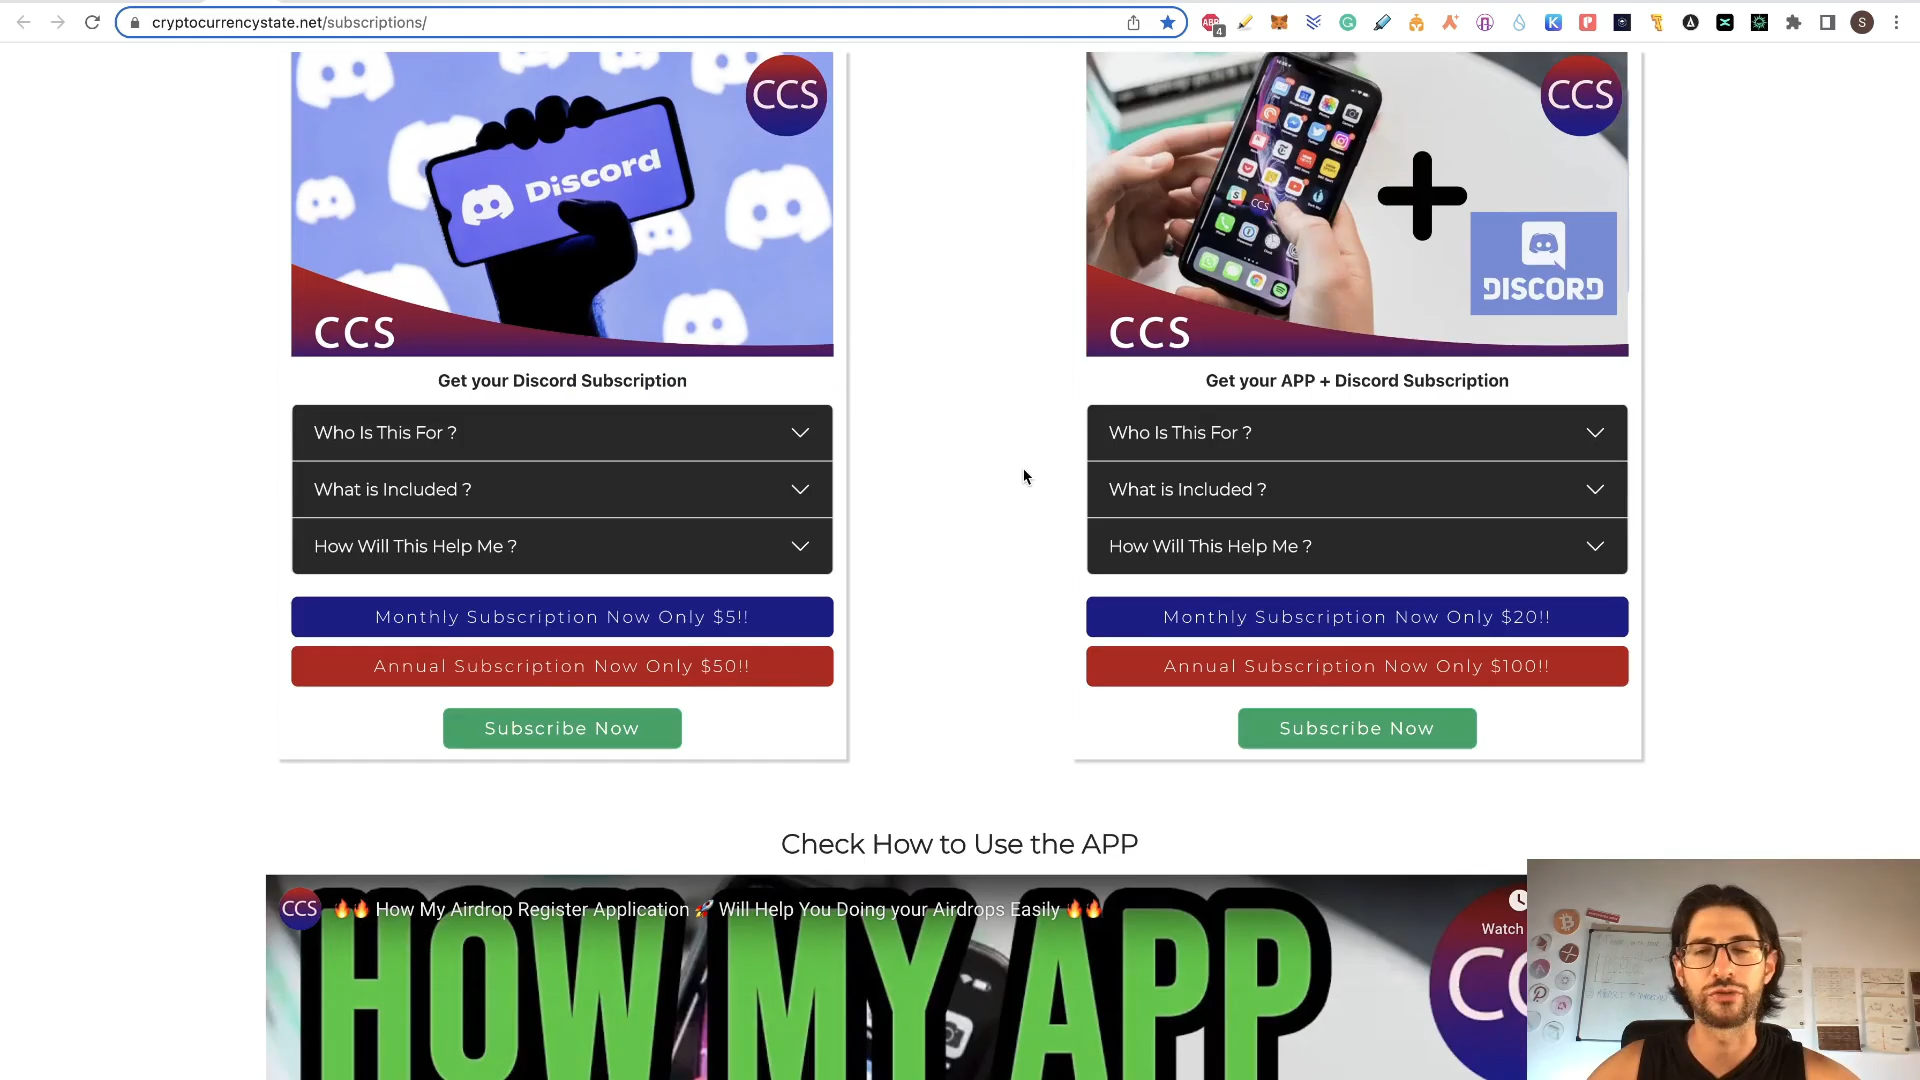 cryptocurrencystate.net/subscriptions/
ABP
4
S
CCS
Discord
CCS
CCS
CCS
DISCORD
CCS
Get your Discord Subscription
Get your APP + Discord Subscription
Who Is This For ?
What is Included ?
How Will This Help Me ?
Who Is This For ?
What is Included ?
How Will This Help Me ?
Monthly Subscription Now Only $5!!
Annual Subscription Now Only $50!!
Subscribe Now
Monthly Subscription Now Only $20!!
Annual Subscription Now Only $100!!
Subscribe Now
Check How to Use the APP
CCS
🔥🔥 How My Airdrop Register Application 🚀 Will Help You Doing your Airdrops Easily 🔥🔥
Watch
HOW MY APP